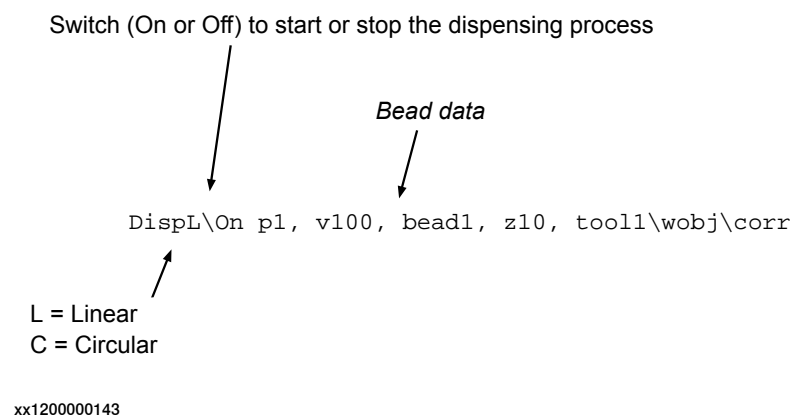 Switch (On or Off) to start or stop the dispensing process
Bead data
DispL\On p1, v100, bead1, z10, tool1\wobj\corr
L = Linear
C = Circular
xx1200000143